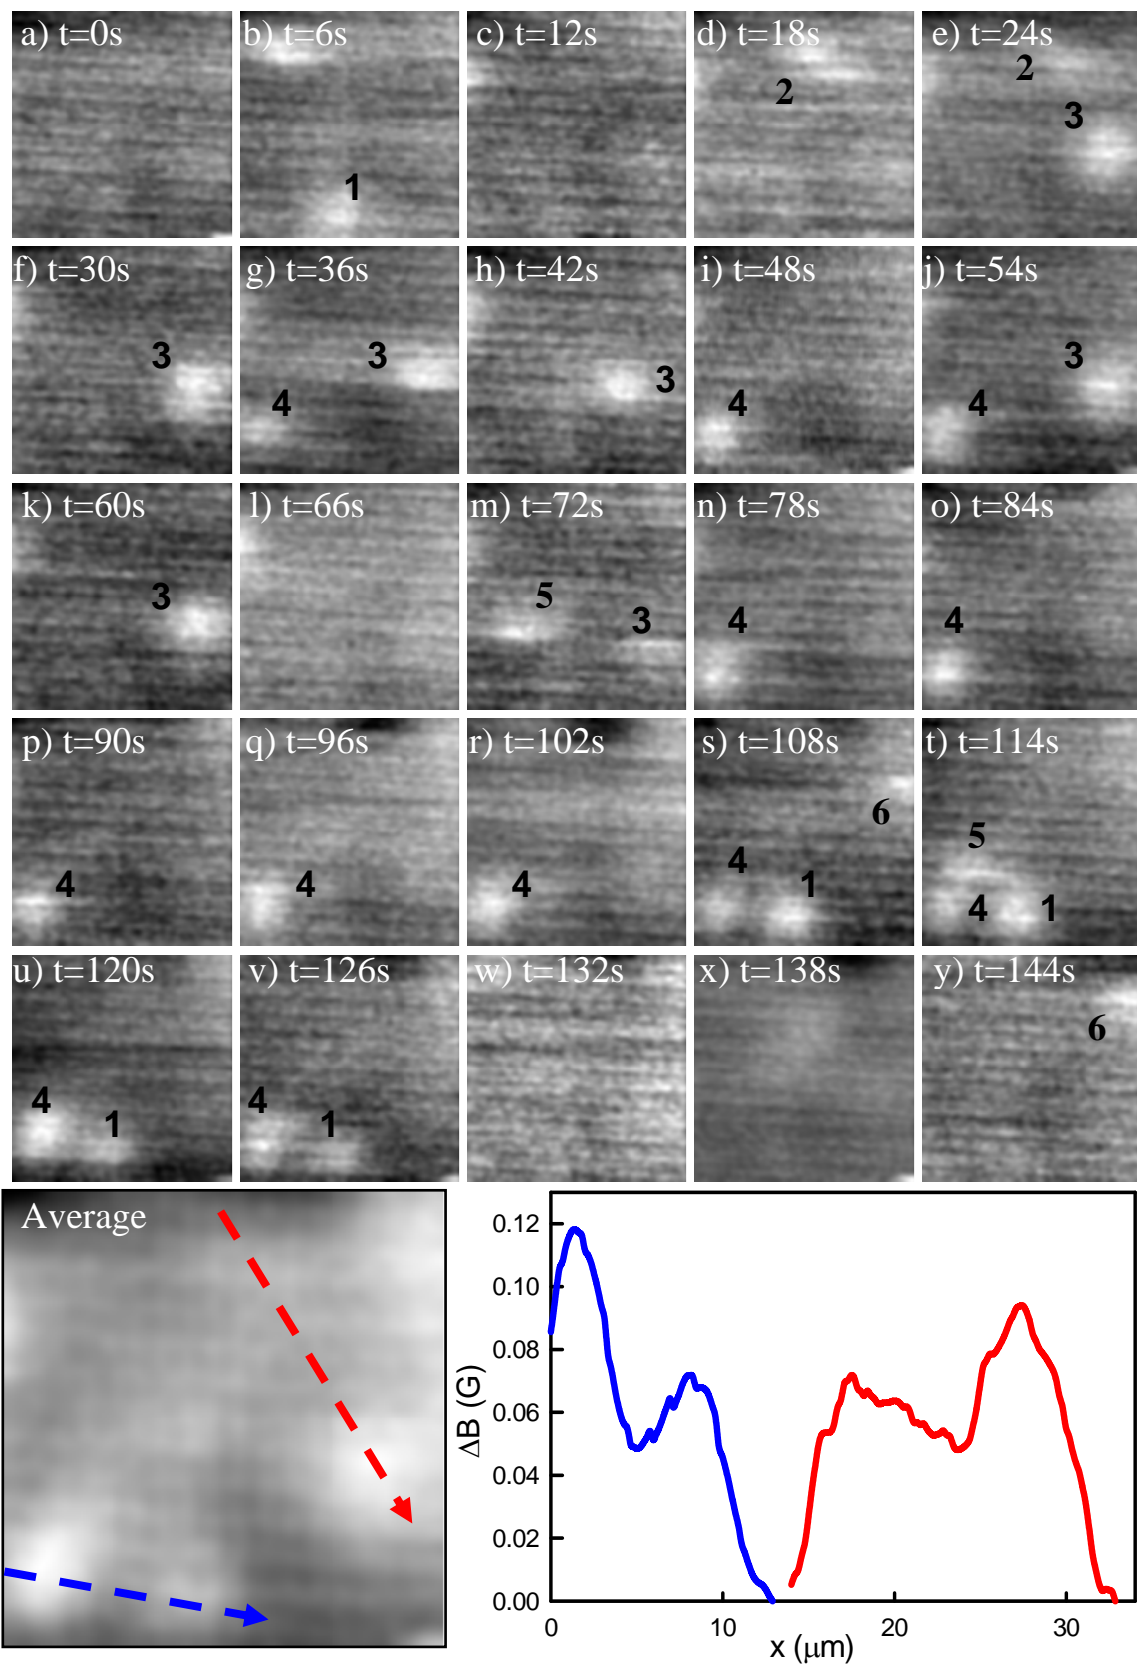 a) t=0s b) t=6s c) t=12s d) t=18s e) t=24s
2
2
3
1
f) t=30s g) t=36s h) t=42s i) t=48s j) t=54s
3 3 3
3
4 4 4
k) t=60s l) t=66s m) t=72s n) t=78s o) t=84s
3 5
3 4 4
p) t=90s q) t=96s r) t=102s s) t=108s t) t=114s
6
5
4
4 4 4 1
4 1
u) t=120s v) t=126s w) t=132s x) t=138s y) t=144s
6
4 4
1 1
Average
0.12
0.10
0.08
0.06
0.04
0.02
0.00
ΔB (G)
0 10 20 30
x (μm)